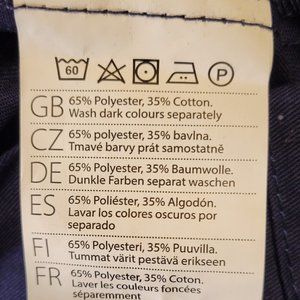 60
P
GB 65% Polyester, 35% Cotton.
Wash dark colours separately
CZ 65% polyester, 35% bavlna.
Tmavé barvy prát samostatně
DE 65% Polyester, 35% Baumwolle.
Dunkle Farben separat waschen
ES 65% Poliéster, 35% Algodón.
Lavar los colores oscuros por
separado
FI 65% Polyesteri, 35% Puuvilla.
Tummat värit pestävä erikseen
FR 65% Polyester, 35% Coton.
Laver les couleurs foncées
séparemment